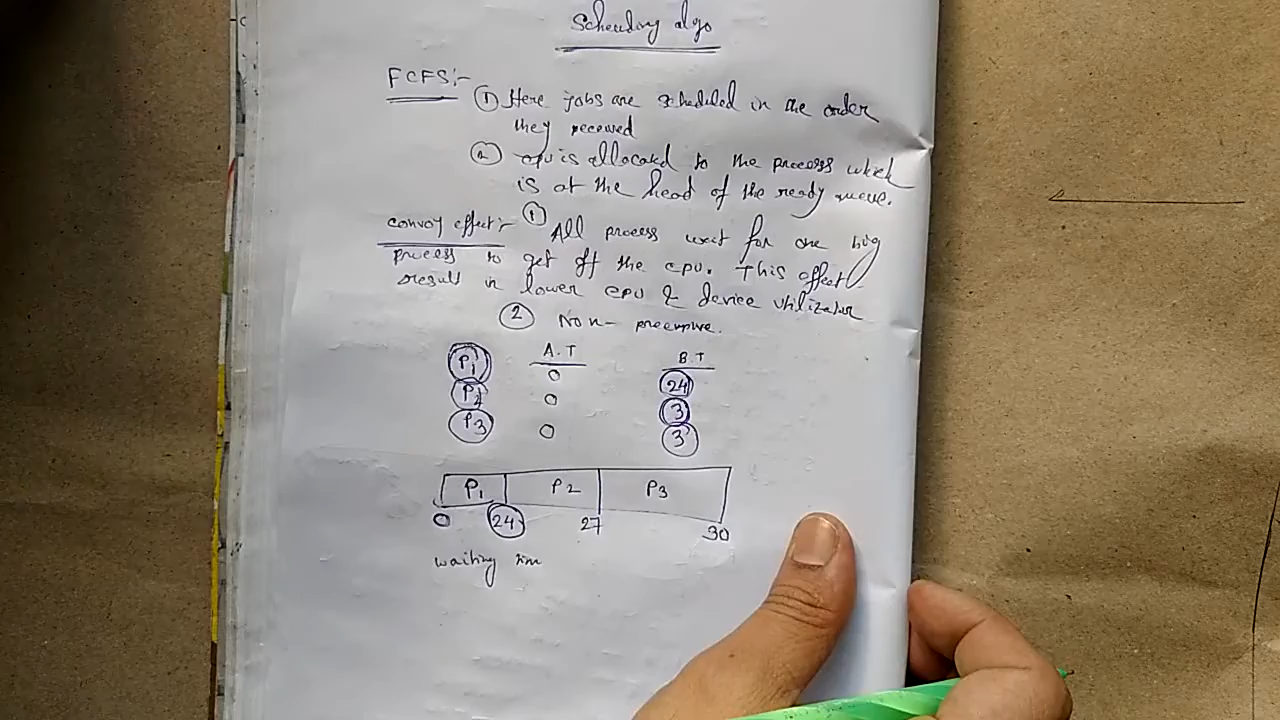 Scheduling algo
FCFS:-
① Here jobs are scheduled in the order
they received
② cpu is allocated to the process which
is at the head of the ready queue.
convoy effect:- ① All process wait for one big
process to get off the cpu. This effect
result in lower cpu & device utilization
② Non-preemptive.
A.T B.T
P1 0 24
P2 0 3
P3 0 3
P1 P2 P3
0 24 27 30
waiting tim